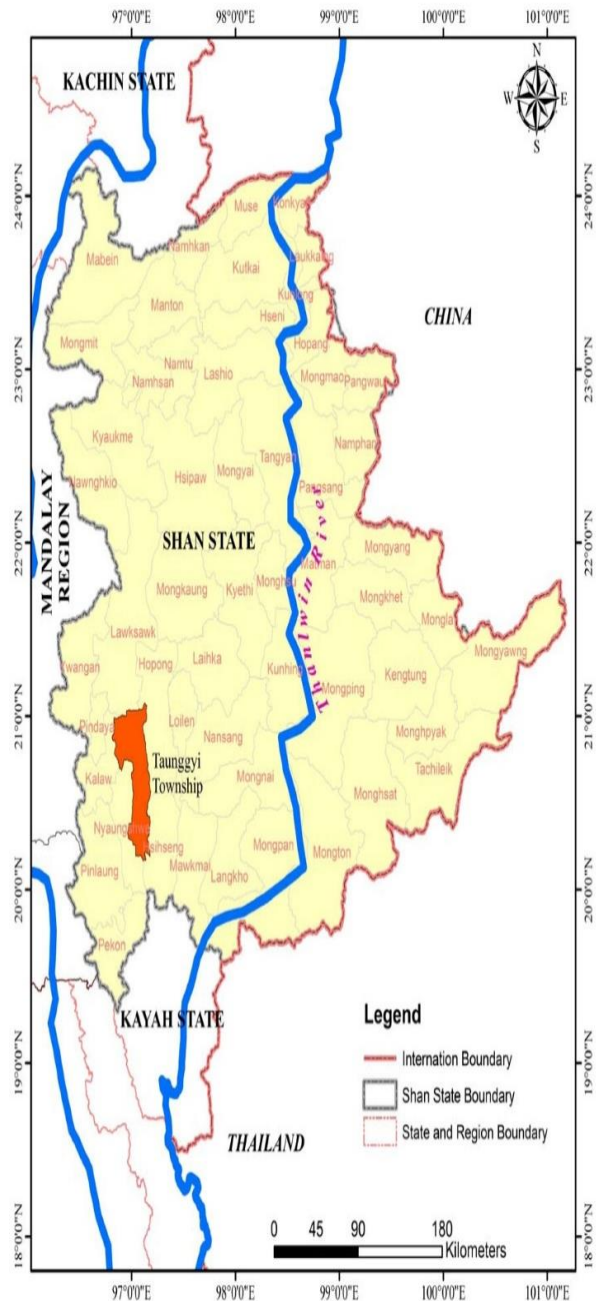 97°0'0"E 98°0'0"E 99°0'0"E 100°0'0"E 101°0'0"E
N
W E
S
KACHIN STATE
24°0'0"N 24°0'0"N
Muse
Laukkaing
Namhkan
Mabein
Kutkai
Manton
Kunlong
Hseni
CHINA
Mongmit
Hopang
23°0'0"N 23°0'0"N
Namtu
Lashio
Mongmao
Namhsan
Kyaukme
Namphan
Tangyan
Mongyai
Hsipaw
MANDALAY
REGION
SHAN STATE
Thanlwin River
22°0'0"N 22°0'0"N
Mongyang
Mongkaung
Kyethi
Monghsu
Mongkhet
Mongla
Lawksawk
Mongyawng
Laihka
Hopong
Kunhing
Kengtung
Mongping
21°0'0"N 21°0'0"N
Pindaya
Loilen
Nansang
Monghpyak
Taunggyi
Township
Kalaw
Mongnai
Tachileik
Monghsat
Mongpan
Mongton
Pinlaung
Mawkmai
Langkho
20°0'0"N 20°0'0"N
Pekon
KAYAH STATE
Legend
Internation Boundary
Shan State Boundary
State and Region Boundary
19°0'0"N 19°0'0"N
THAILAND
0 45 90 180
Kilometers
18°0'0"N 18°0'0"N
97°0'0"E 98°0'0"E 99°0'0"E 100°0'0"E 101°0'0"E